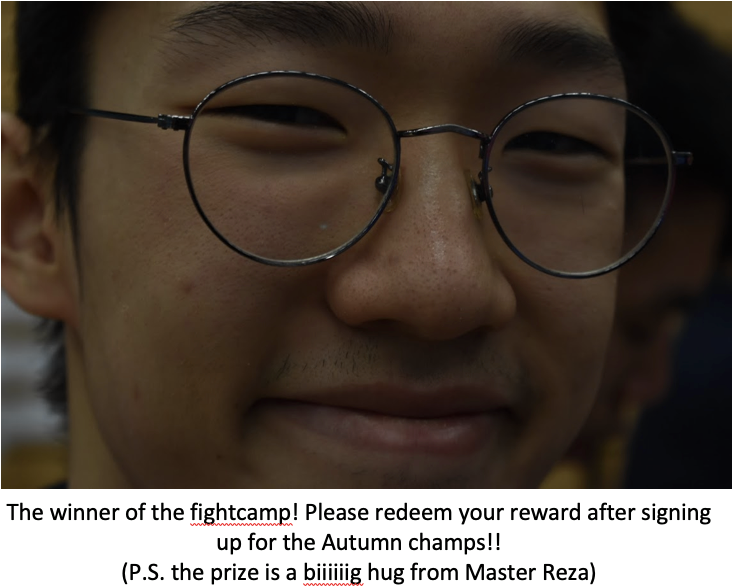 The winner of the fightcamp! Please redeem your reward after signing
up for the Autumn champs!!
(P.S. the prize is a biiiiiig hug from Master Reza)